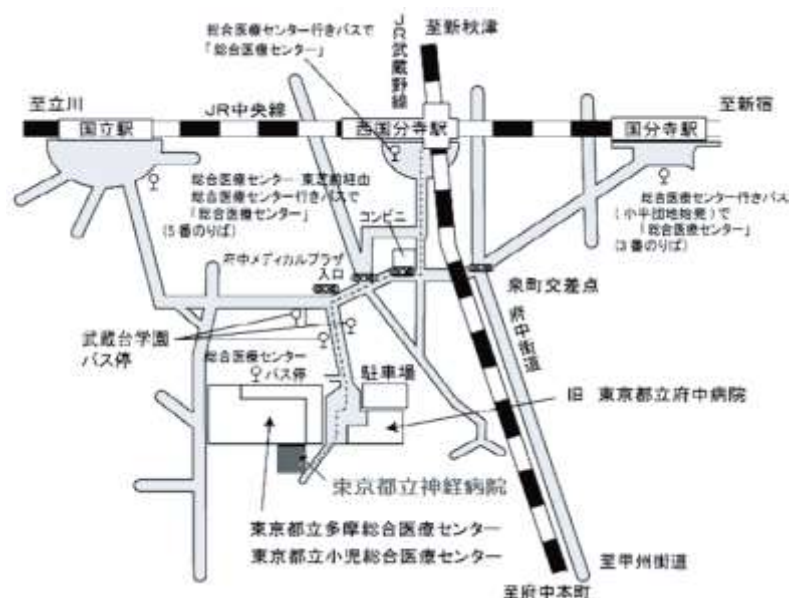 総合医療センター行きバスで
「総合医療センター」
JR武蔵野線
至新秋津
至立川
JR中央線
国立駅
西国分寺駅
国分寺駅
至新宿
総合医療センター 東芝前経由
総合医療センター行きバスで
「総合医療センター」
(5番のりば)
コンビニ
総合医療センター行きバス
(小平団地始発)で
「総合医療センター」
(3番のりば)
府中メディカルプラザ
入口
泉町交差点
府中街道
武蔵台学園
バス停
総合医療センター
バス停
駐車場
旧 東京都立府中病院
東京都立神経病院
東京都立多摩総合医療センター
東京都立小児総合医療センター
至甲州街道
至府中本町